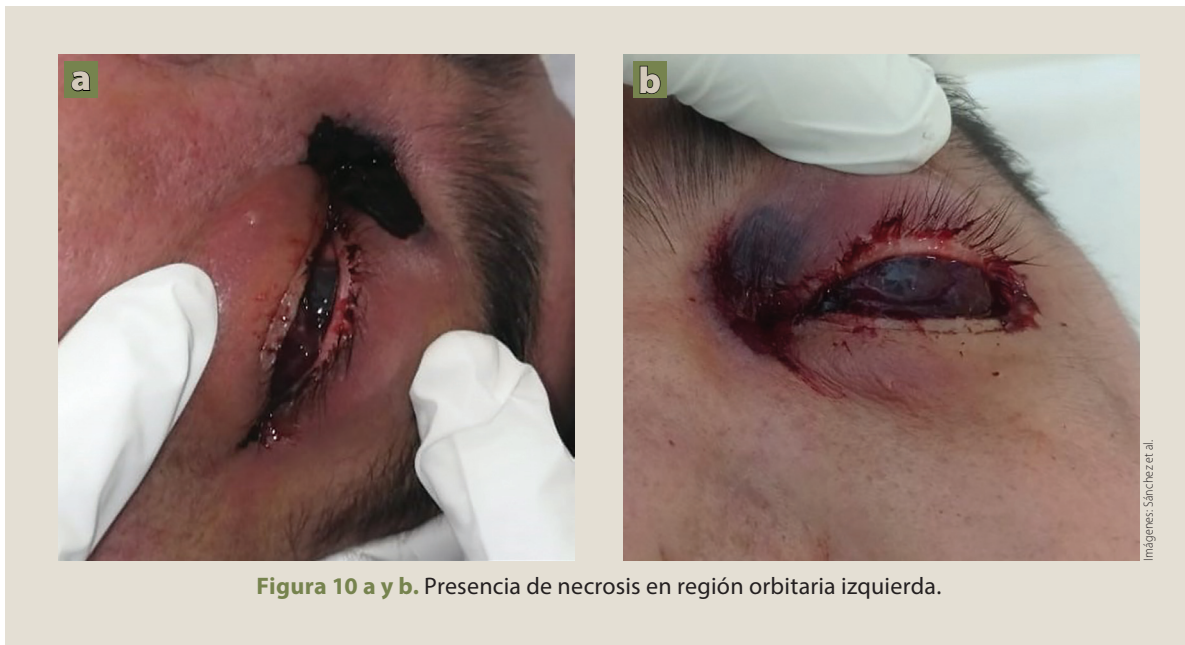 a
b
Imágenes: Sánchez et al.
Figura 10 a y b. Presencia de necrosis en región orbitaria izquierda.